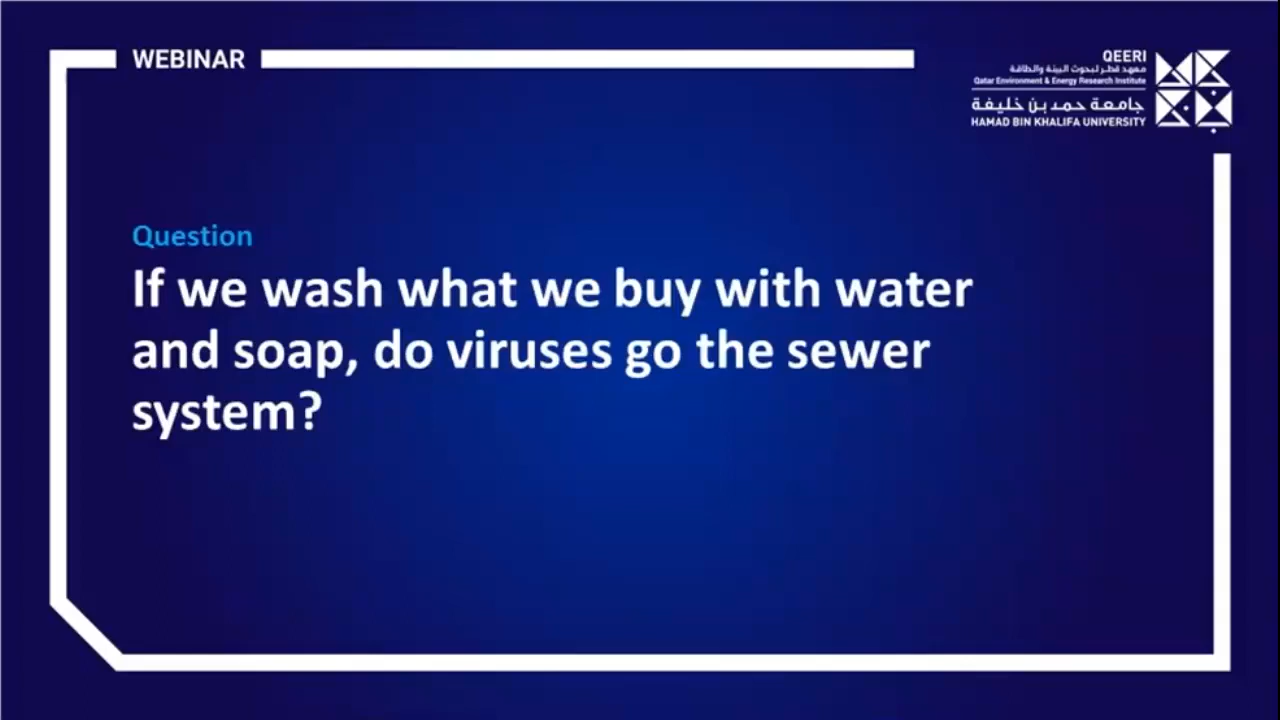 WEBINAR
QEERI
معهد قطر لبحوث البيئة والطاقة
Qatar Environment & Energy Research Institute
جامعة حمد بن خليفة
HAMAD BIN KHALIFA UNIVERSITY
Question
If we wash what we buy with water
and soap, do viruses go the sewer
system?